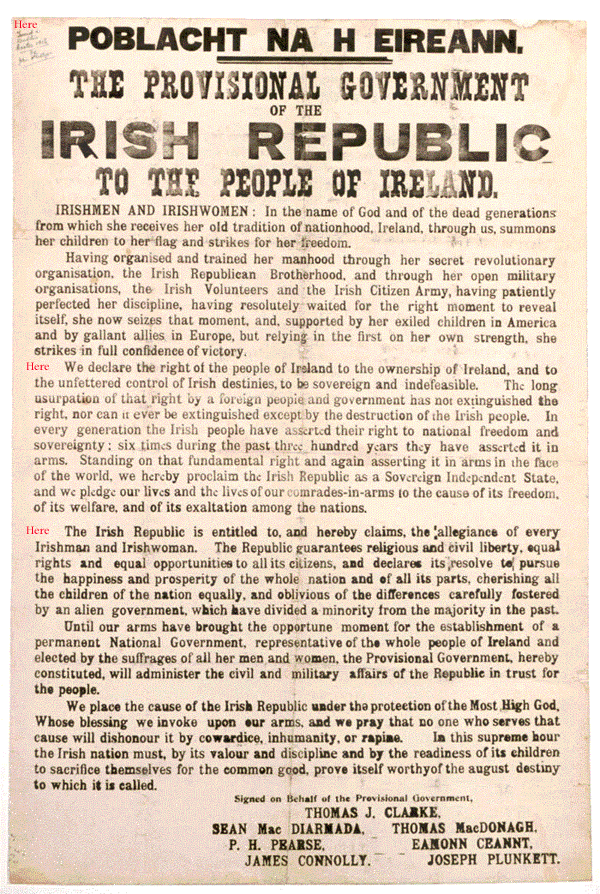 Here
POBLACHT NA H EIREANN.
THE PROVISIONAL GOVERNMENT
OF THE
IRISH REPUBLIC
TO THE PEOPLE OF IRELAND.
IRISHMEN AND IRISHWOMEN: In the name of God and of the dead generations
from which she receives her old tradition of nationhood, Ireland, through us, summons
her children to her flag and strikes for her freedom.
Having organised and trained her manhood through her secret revolutionary
organisation, the Irish Republican Brotherhood, and through her open military
organisations, the Irish Volunteers and the Irish Citizen Army, having patiently
perfected her discipline, having resolutely waited for the right moment to reveal
itself, she now seizes that moment, and, supported by her exiled children in America
and by gallant allies in Europe, but relying in the first on her own strength, she
strikes in full confidence of victory.
Here We declare the right of the people of Ireland to the ownership of Ireland, and to
the unfettered control of Irish destinies, to be sovereign and indefeasible. The long
usurpation of that right by a foreign people and government has not extinguished the
right, nor can it ever be extinguished except by the destruction of the Irish people. In
every generation the Irish people have asserted their right to national freedom and
sovereignty; six times during the past three hundred years they have asserted it in
arms. Standing on that fundamental right and again asserting it in arms in the face
of the world, we hereby proclaim the Irish Republic as a Sovereign Independent State,
and we pledge our lives and the lives of our comrades-in-arms to the cause of its freedom,
of its welfare, and of its exaltation among the nations.
Here The Irish Republic is entitled to, and hereby claims, the allegiance of every
Irishman and Irishwoman. The Republic guarantees religious and civil liberty, equal
rights and equal opportunities to all its citizens, and declares its resolve to pursue
the happiness and prosperity of the whole nation and of all its parts, cherishing all
the children of the nation equally, and oblivious of the differences carefully fostered
by an alien government, which have divided a minority from the majority in the past.
Until our arms have brought the opportune moment for the establishment of a
permanent National Government, representative of the whole people of Ireland and
elected by the suffrages of all her men and women, the Provisional Government, hereby
constituted, will administer the civil and military affairs of the Republic in trust for
the people.
We place the cause of the Irish Republic under the protection of the Most High God,
Whose blessing we invoke upon our arms, and we pray that no one who serves that
cause will dishonour it by cowardice, inhumanity, or rapine. In this supreme hour
the Irish nation must, by its valour and discipline and by the readiness of its children
to sacrifice themselves for the common good, prove itself worthy of the august destiny
to which it is called.
Signed on Behalf of the Provisional Government,
THOMAS J. CLARKE,
SEAN Mac DIARMADA, THOMAS MacDONAGH,
P. H. PEARSE, EAMONN CEANNT,
JAMES CONNOLLY. JOSEPH PLUNKETT.